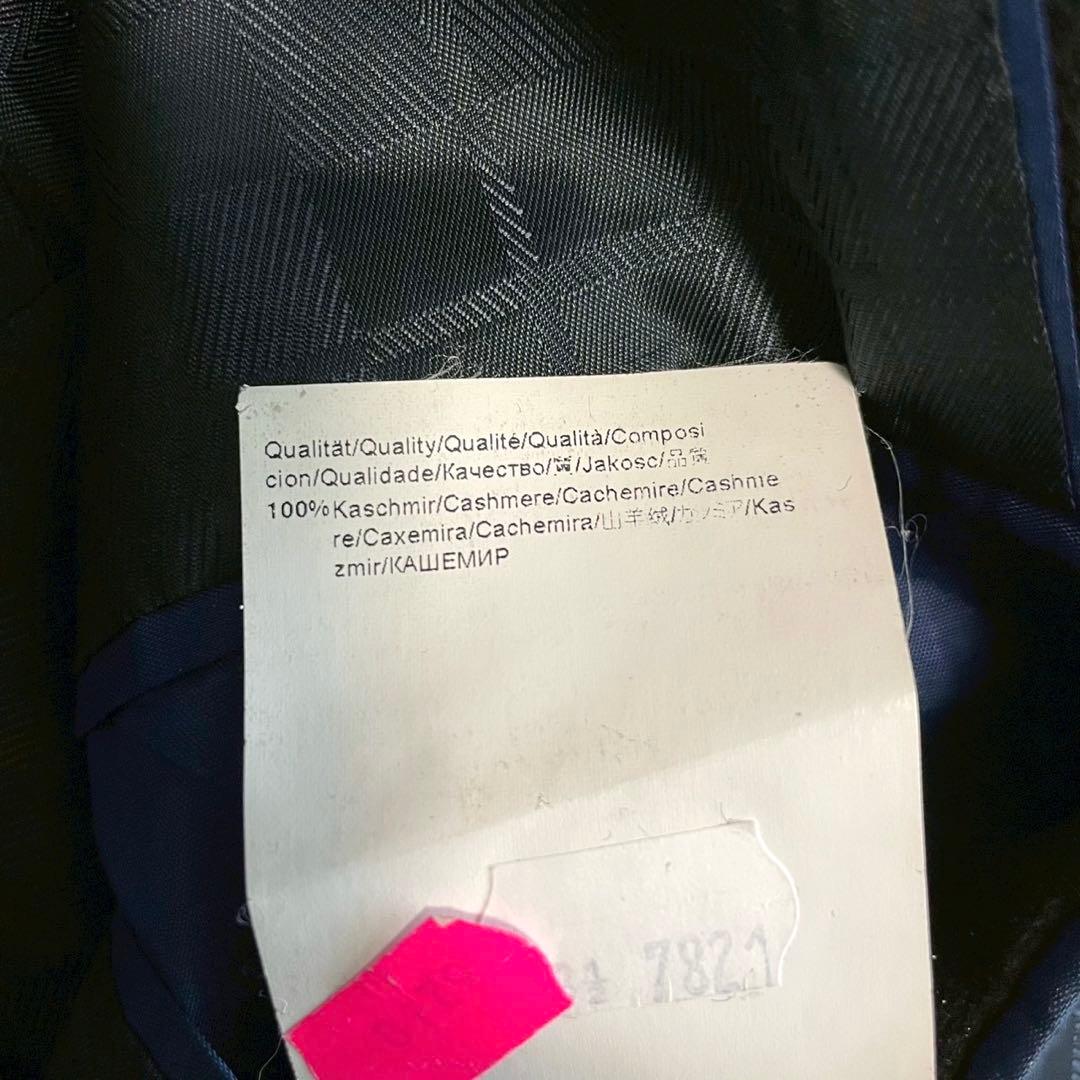 Qualität/Quality/Qualité/Qualità/Composi
cion/Qualidade/Качество/質/Jakosc/品質
100%Kaschmir/Cashmere/Cachemire/Cashme
re/Caxemira/Cachemira/山羊绒/カシミア/Kas
zmir/КАШЕМИР
7821